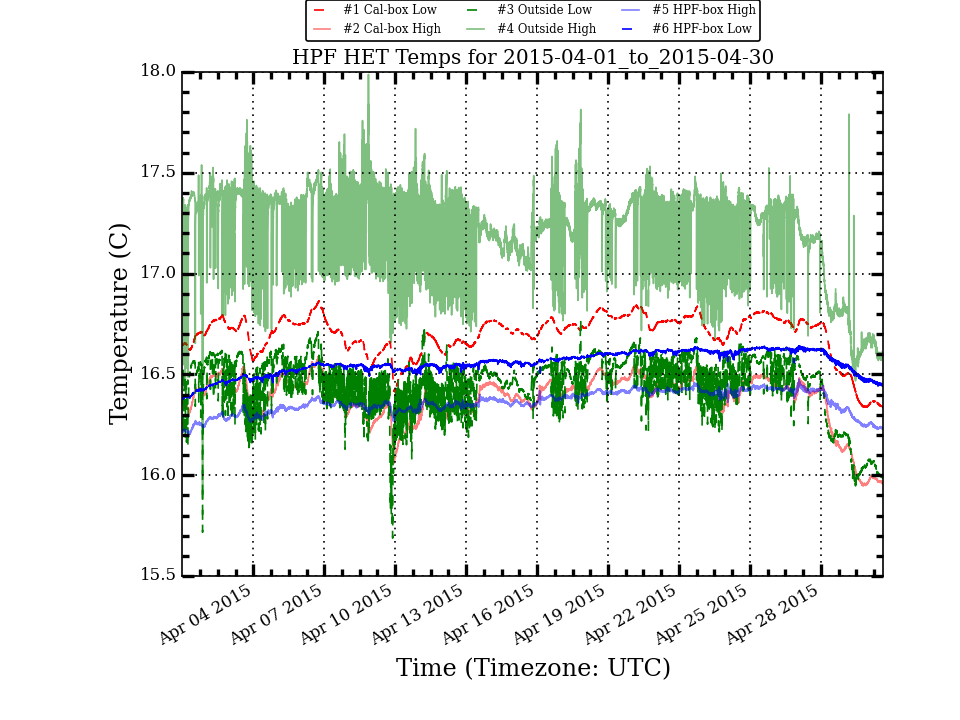 #1 Cal-box Low #3 Outside Low #5 HPF-box High
#2 Cal-box High #4 Outside High #6 HPF-box Low
HPF HET Temps for 2015-04-01_to_2015-04-30
18.0
17.5
17.0
16.5
16.0
15.5
Temperature (C)
Apr 04 2015 Apr 07 2015 Apr 10 2015 Apr 13 2015 Apr 16 2015 Apr 19 2015 Apr 22 2015 Apr 25 2015 Apr 28 2015
Time (Timezone: UTC)